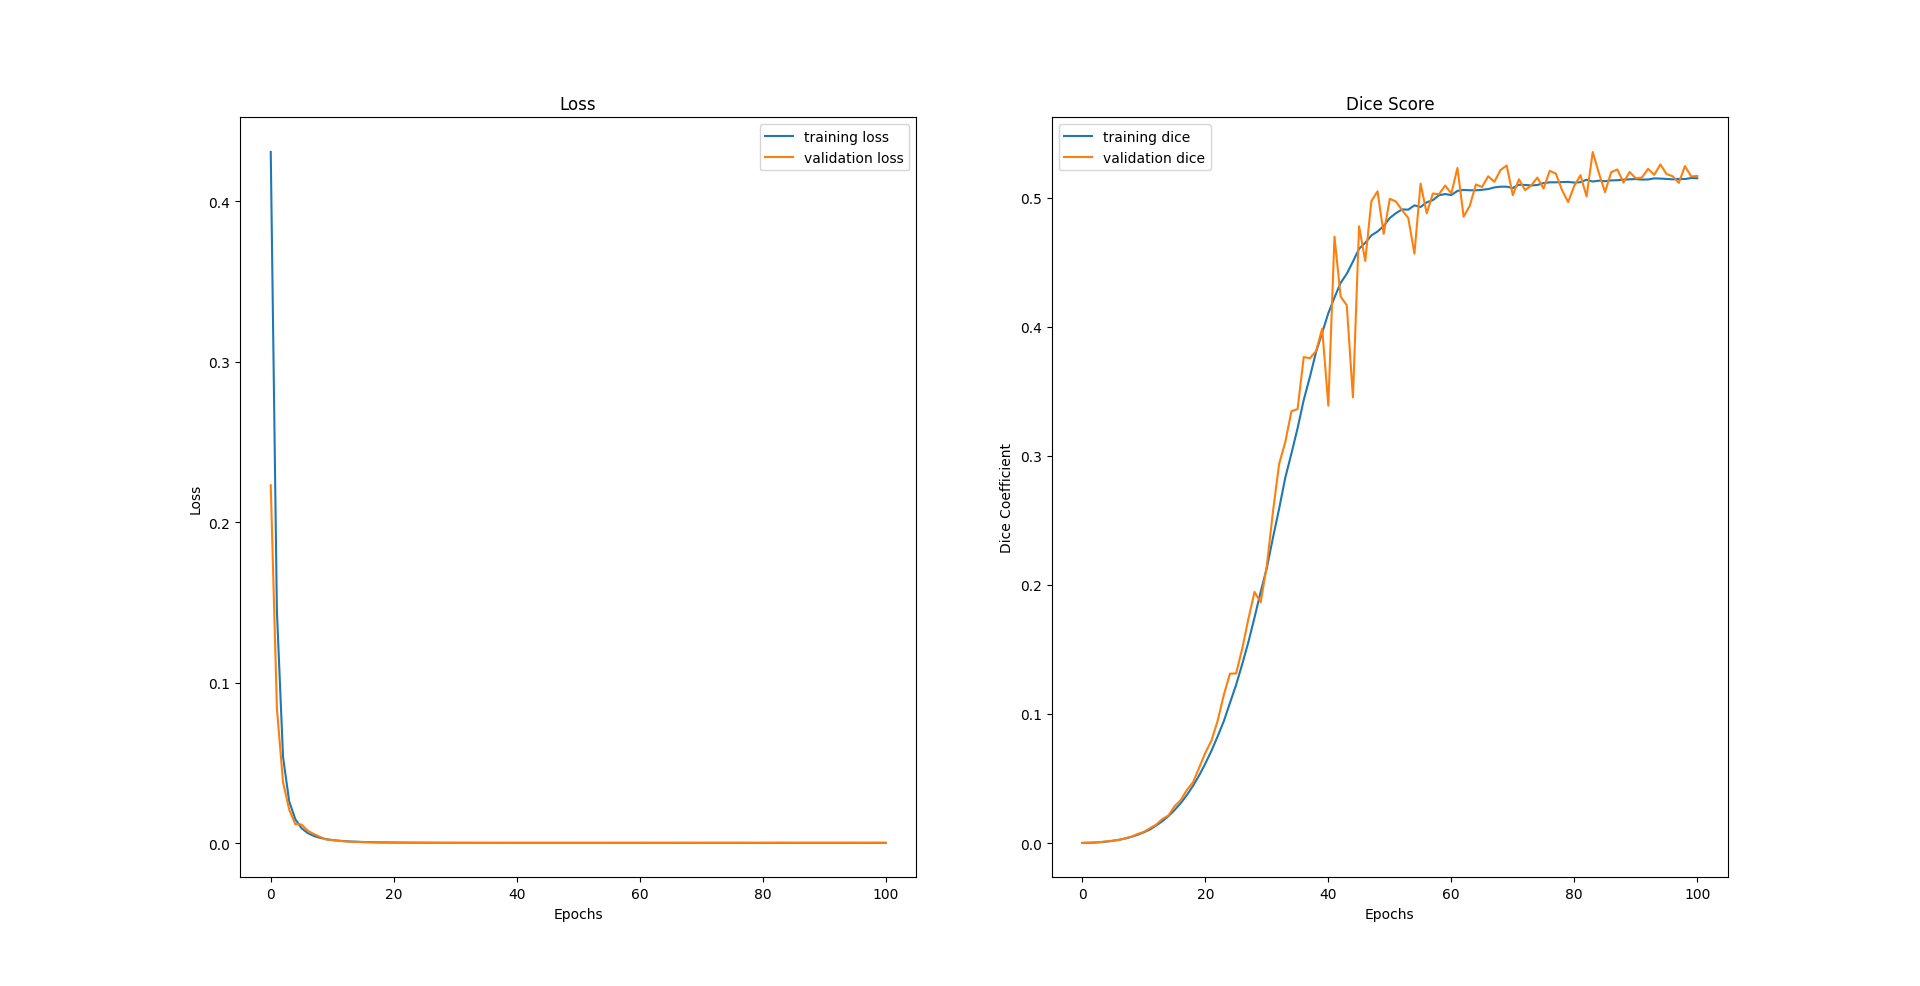 Loss
training loss
validation loss
0.4
0.3
0.2
0.1
0.0
Loss
0 20 40 60 80 100
Epochs
Dice Score
training dice
validation dice
0.5
0.4
0.3
0.2
0.1
0.0
Dice Coefficient
0 20 40 60 80 100
Epochs